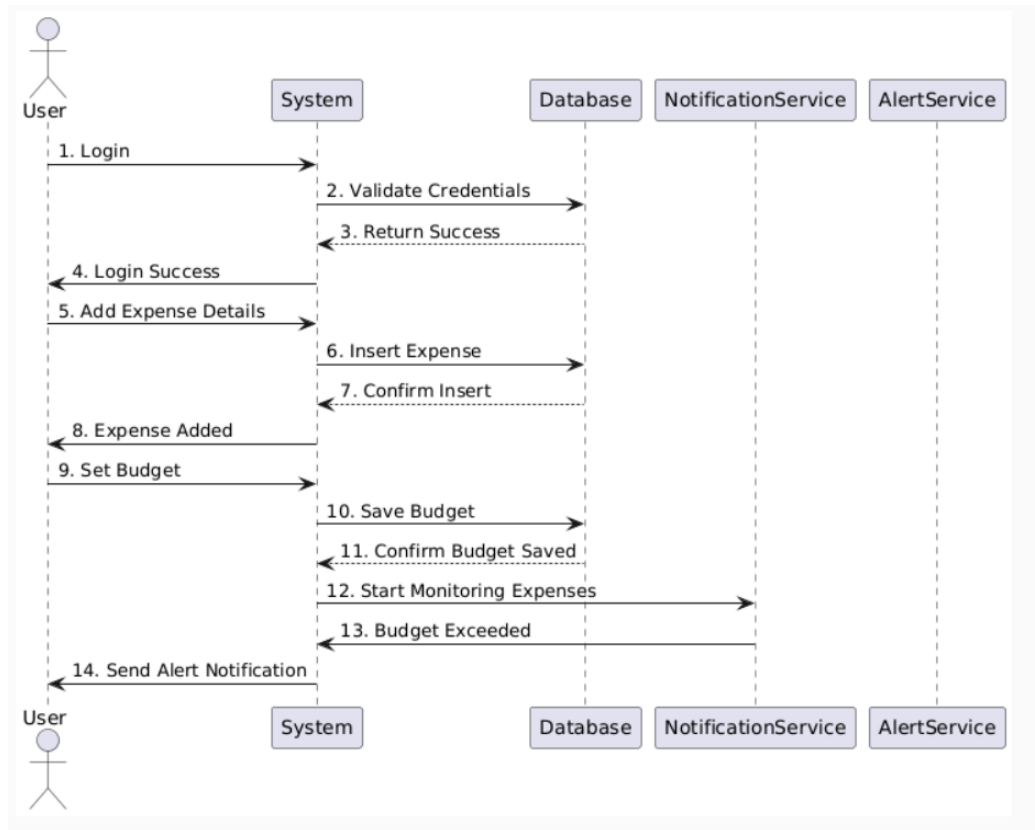 User
System
Database
NotificationService
AlertService
1. Login
2. Validate Credentials
3. Return Success
4. Login Success
5. Add Expense Details
6. Insert Expense
7. Confirm Insert
8. Expense Added
9. Set Budget
10. Save Budget
11. Confirm Budget Saved
12. Start Monitoring Expenses
13. Budget Exceeded
14. Send Alert Notification
User
System
Database
NotificationService
AlertService